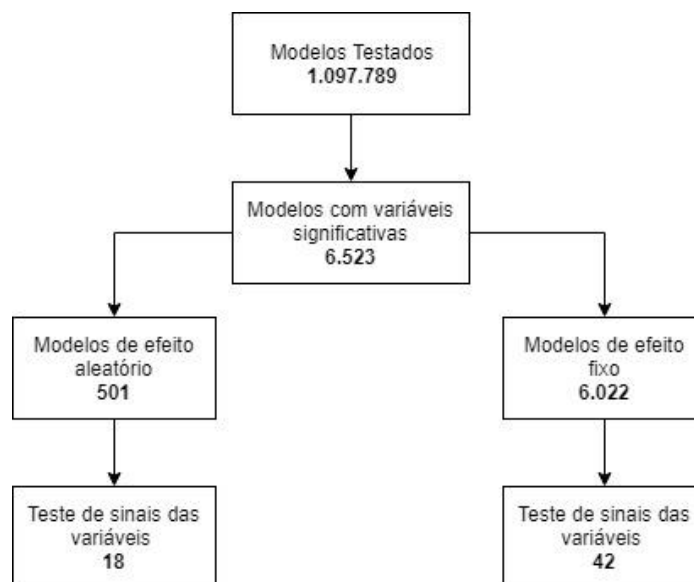 Modelos Testados
1.097.789
Modelos com variáveis
significativas
6.523
Modelos de efeito
aleatório
501
Modelos de efeito
fixo
6.022
Teste de sinais das
variáveis
18
Teste de sinais das
variáveis
42